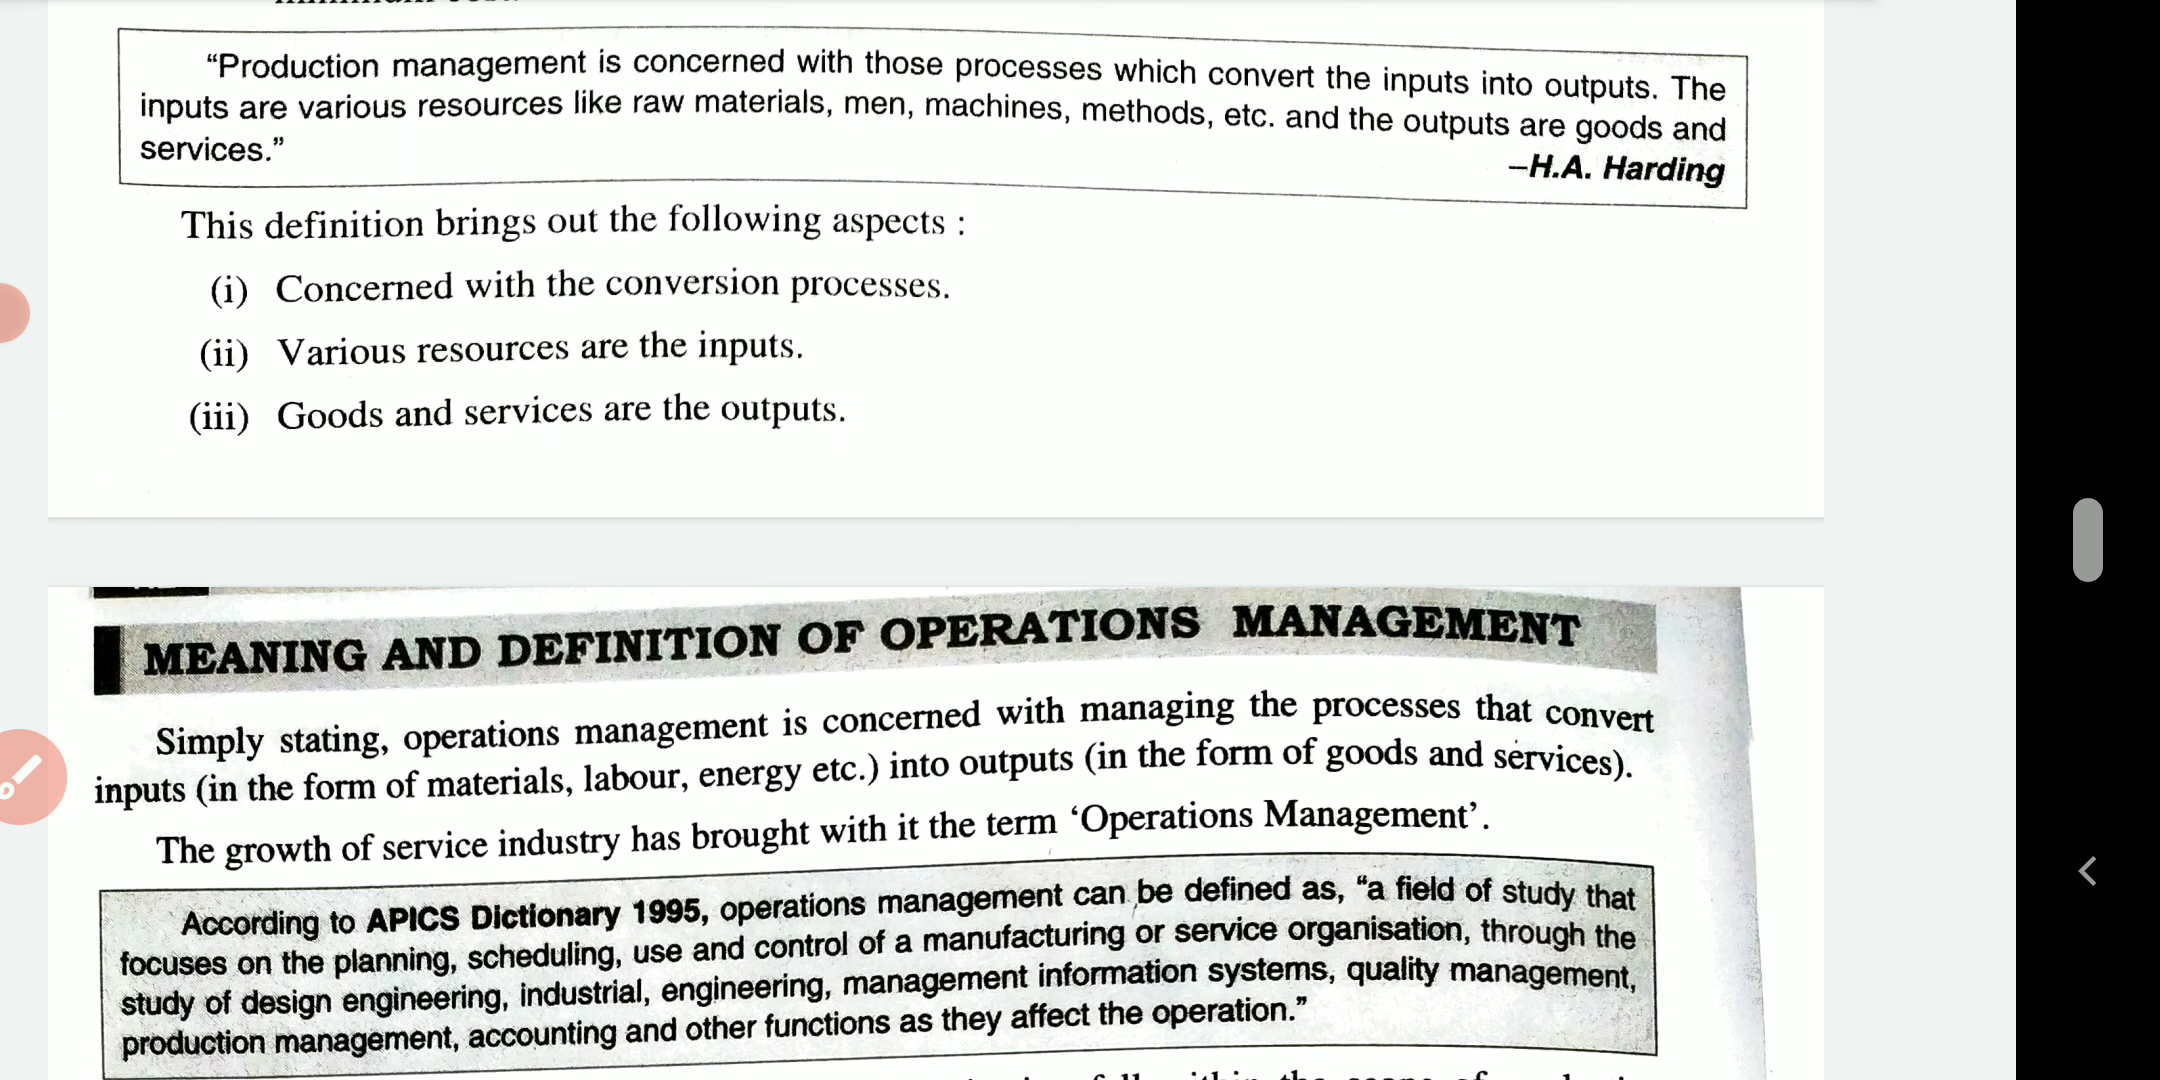 “Production management is concerned with those processes which convert the inputs into outputs. The
inputs are various resources like raw materials, men, machines, methods, etc. and the outputs are goods and
services.”
–H.A. Harding
This definition brings out the following aspects :
(i) Concerned with the conversion processes.
(ii) Various resources are the inputs.
(iii) Goods and services are the outputs.
MEANING AND DEFINITION OF OPERATIONS MANAGEMENT
Simply stating, operations management is concerned with managing the processes that convert
inputs (in the form of materials, labour, energy etc.) into outputs (in the form of goods and services).
The growth of service industry has brought with it the term ‘Operations Management’.
According to APICS Dictionary 1995, operations management can be defined as, “a field of study that
focuses on the planning, scheduling, use and control of a manufacturing or service organisation, through the
study of design engineering, industrial, engineering, management information systems, quality management,
production management, accounting and other functions as they affect the operation.”